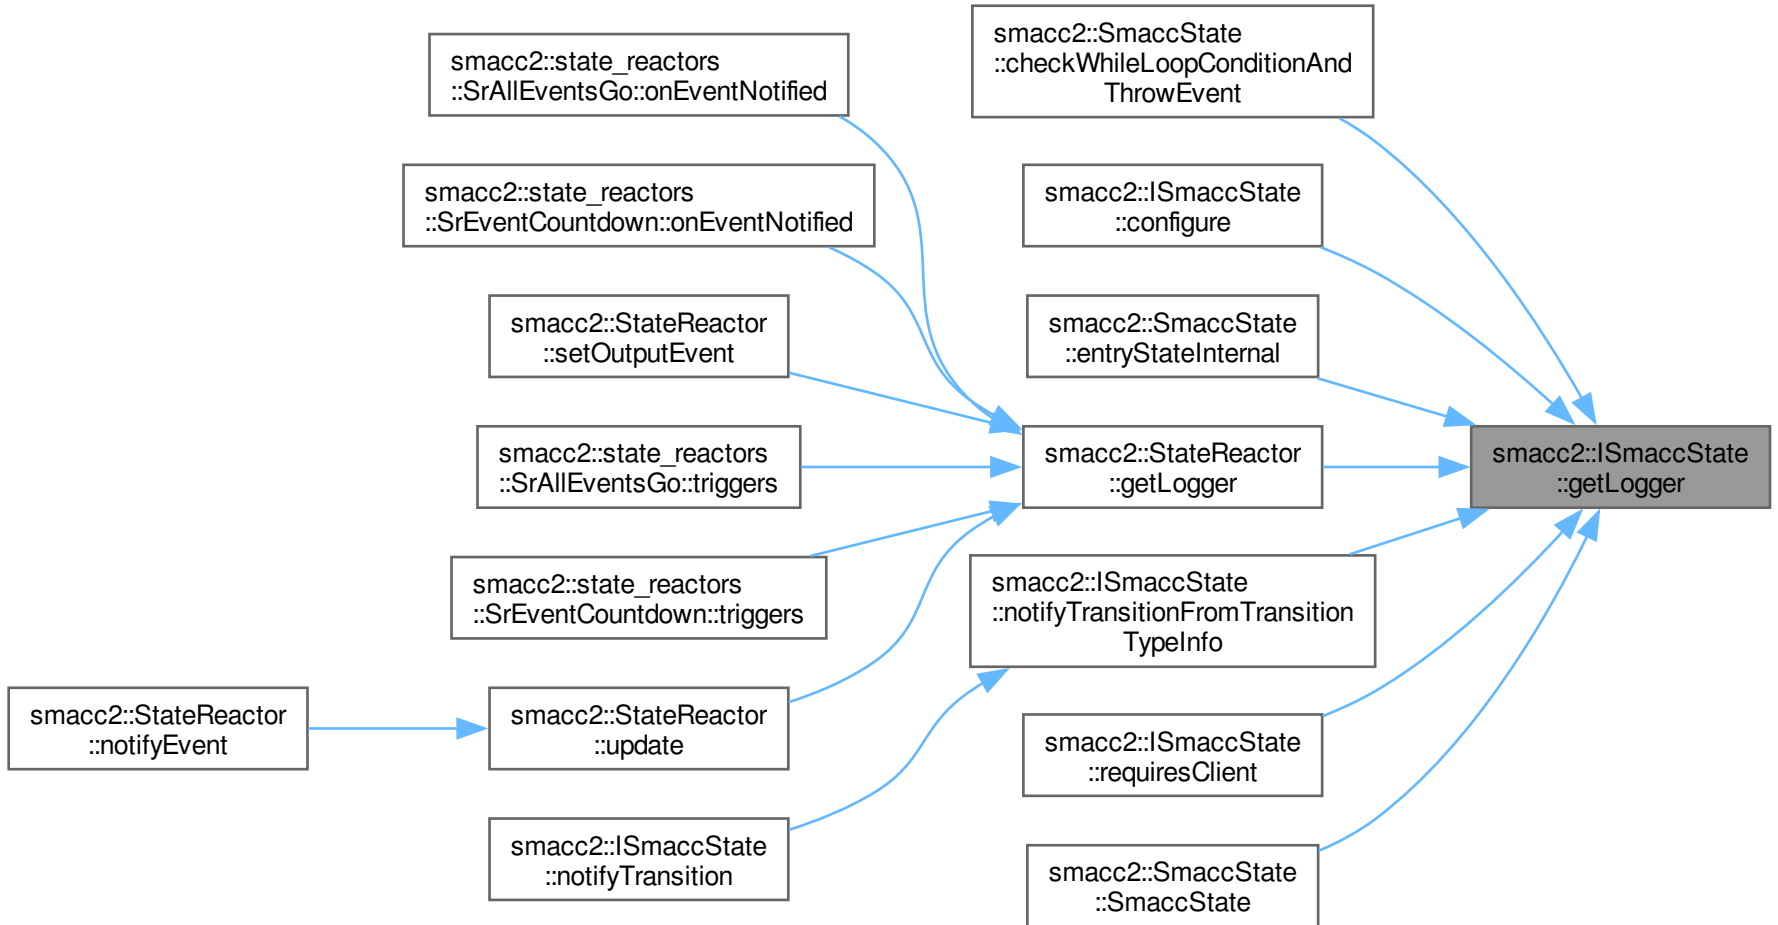 smacc2::SmaccState
::checkWhileLoopConditionAnd
ThrowEvent
smacc2::state_reactors
::SrAllEventsGo::onEventNotified
smacc2::state_reactors
::SrEventCountdown::onEventNotified
smacc2::ISmaccState
::configure
smacc2::StateReactor
::setOutputEvent
smacc2::SmaccState
::entryStateInternal
smacc2::state_reactors
::SrAllEventsGo::triggers
smacc2::StateReactor
::getLogger
smacc2::ISmaccState
::getLogger
smacc2::state_reactors
::SrEventCountdown::triggers
smacc2::ISmaccState
::notifyTransitionFromTransition
TypeInfo
smacc2::StateReactor
::notifyEvent
smacc2::StateReactor
::update
smacc2::ISmaccState
::requiresClient
smacc2::ISmaccState
::notifyTransition
smacc2::SmaccState
::SmaccState